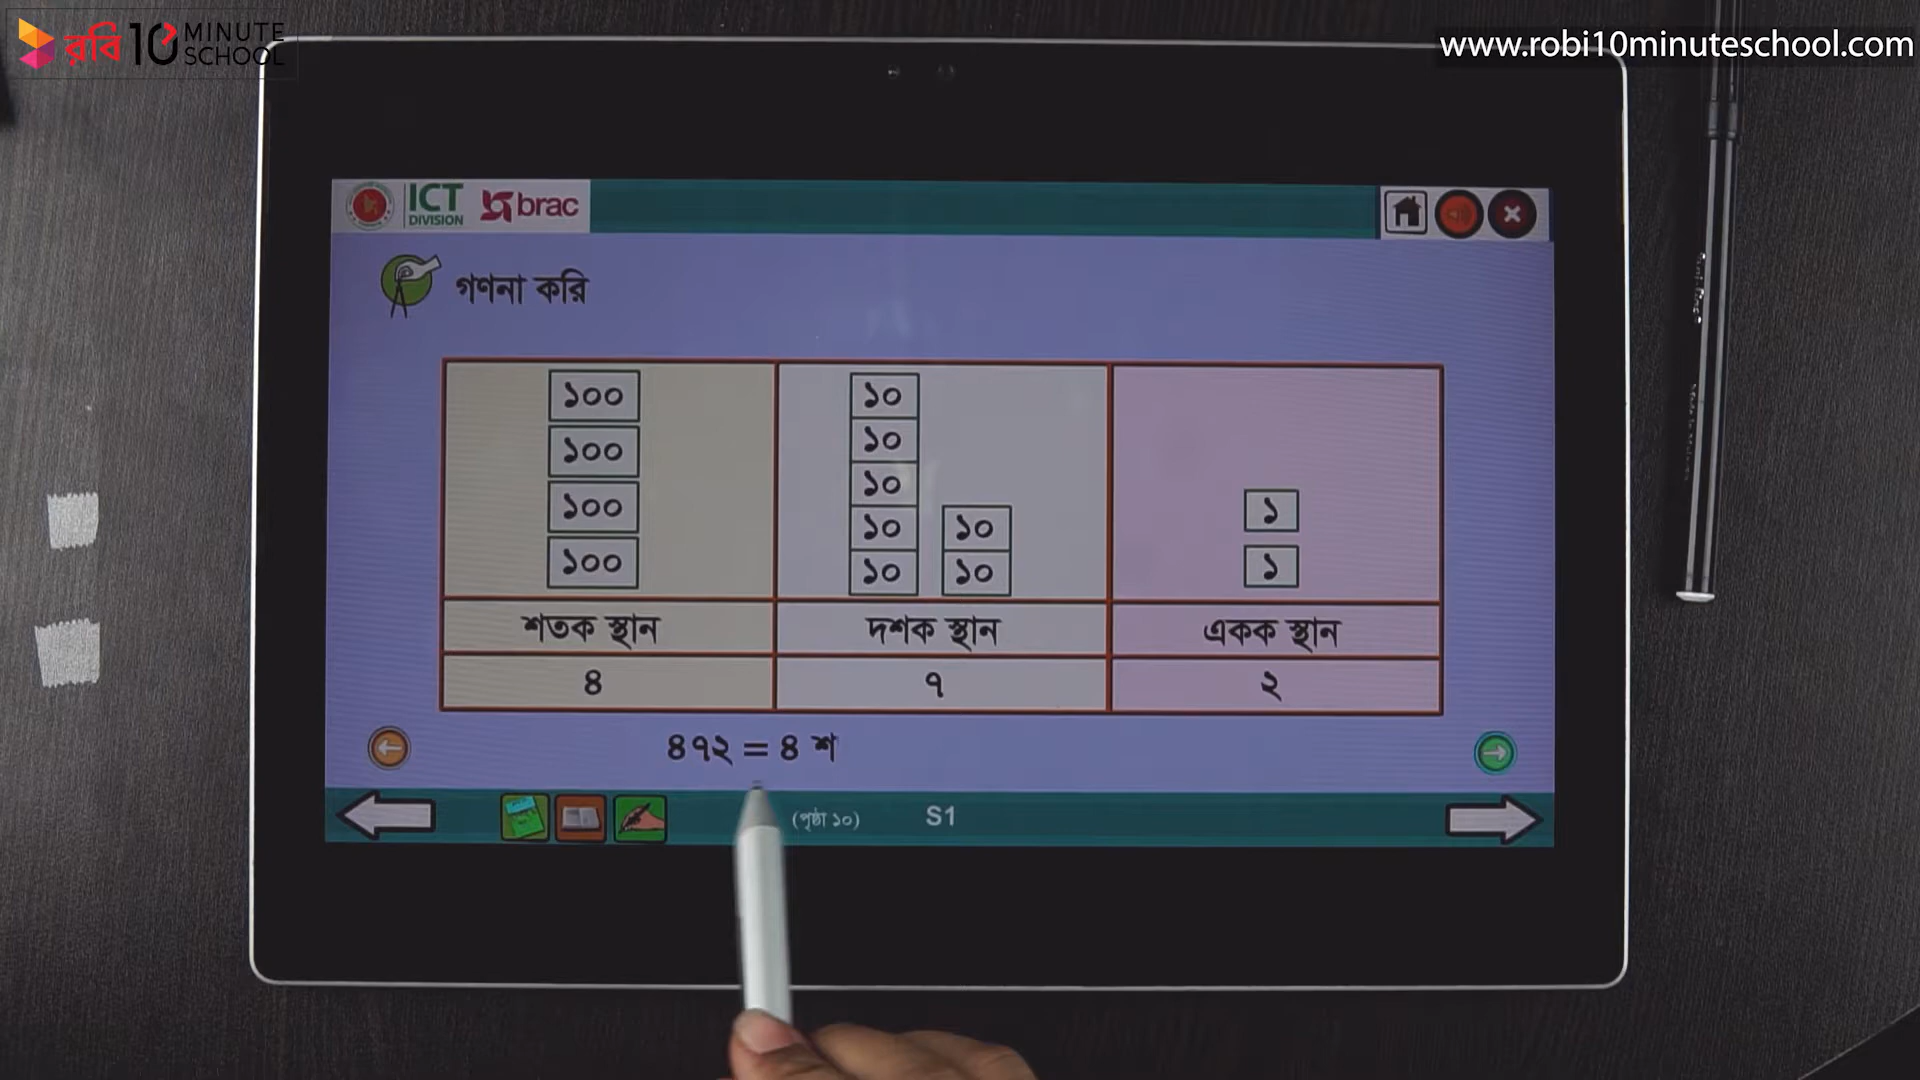 রবি 10 MINUTE SCHOOL
www.robi10minuteschool.com
ICT DIVISION brac
গণনা করি
১০০ ১০ ১
১০০ ১০ ১
১০০ ১০
১০০ ১০ ১০
১০ ১০
শতক স্থান দশক স্থান একক স্থান
৪ ৭ ২
৪৭২ = ৪ শ
(পৃষ্ঠা ১০) S1